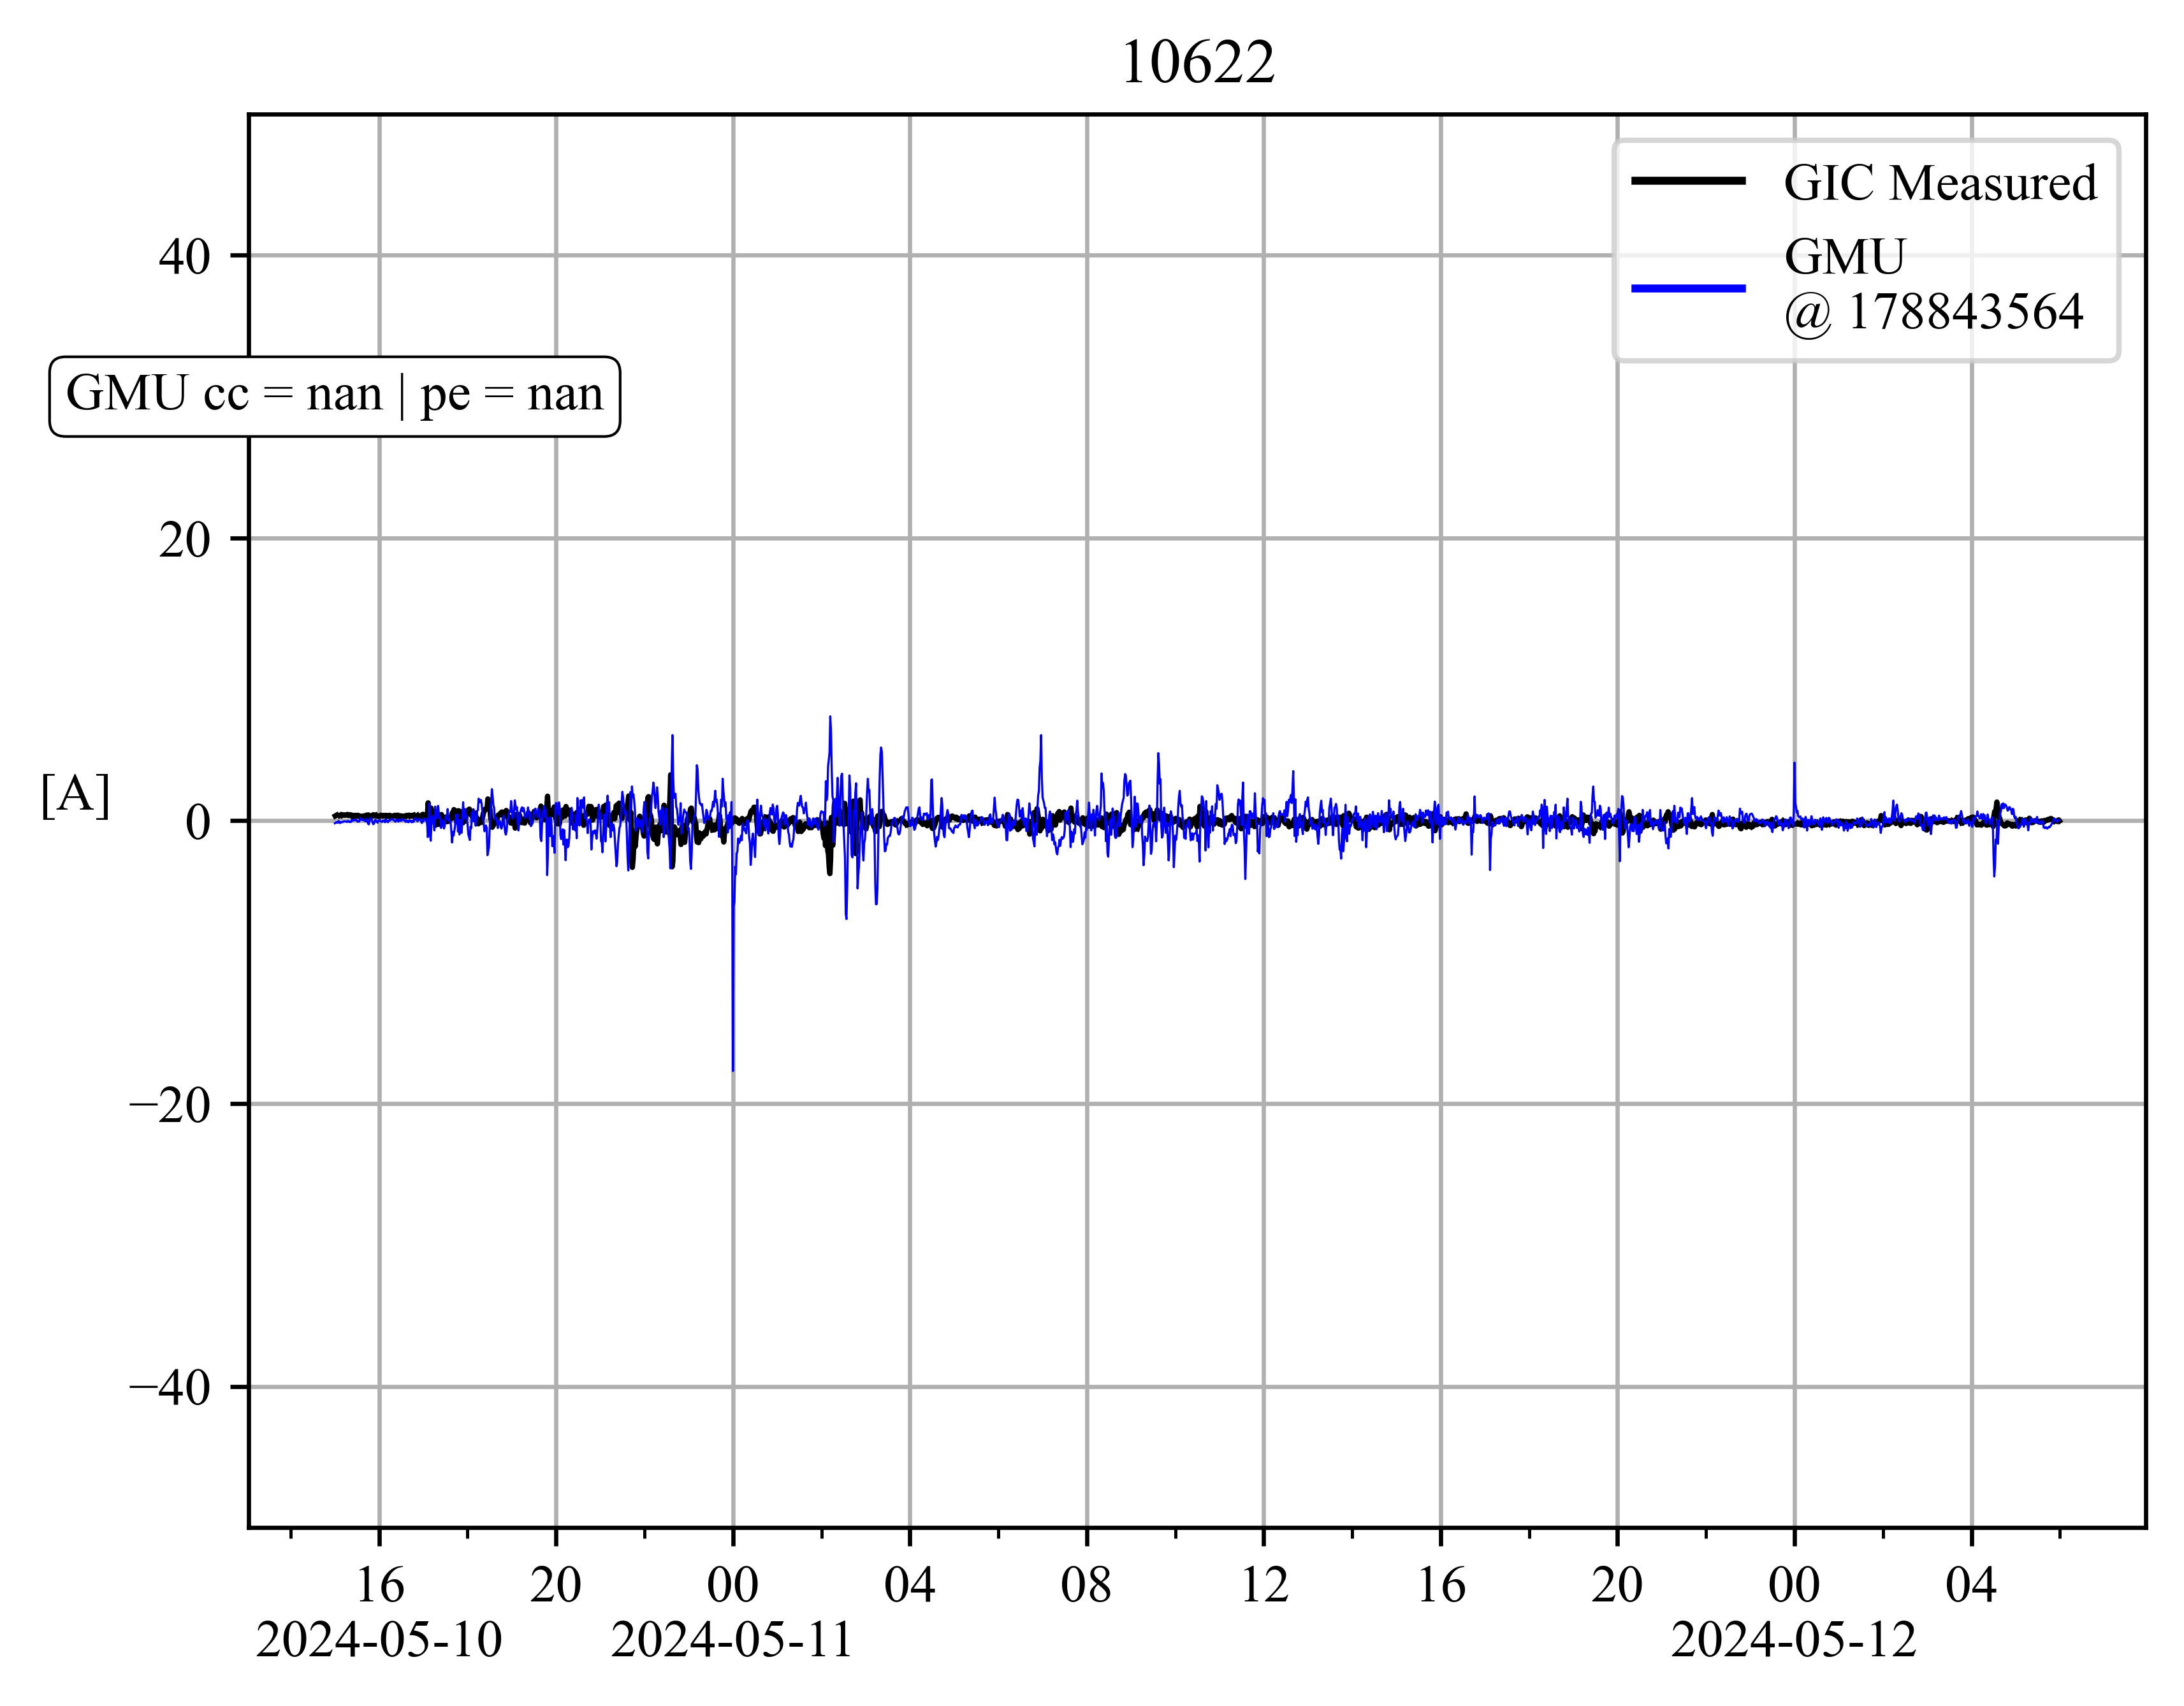 10622
GIC Measured
GMU
@ 178843564
GMU cc = nan | pe = nan
[A]
40
20
0
−20
−40
16 20 00 04 08 12 16 20 00 04
2024-05-10 2024-05-11 2024-05-12